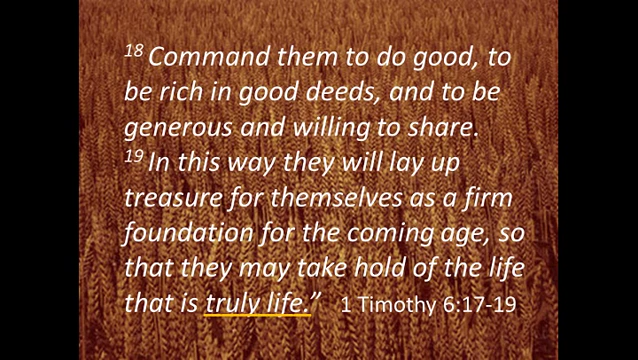 18 Command them to do good, to
be rich in good deeds, and to be
generous and willing to share.
19 In this way they will lay up
treasure for themselves as a firm
foundation for the coming age, so
that they may take hold of the life
that is truly life.” 1 Timothy 6:17-19